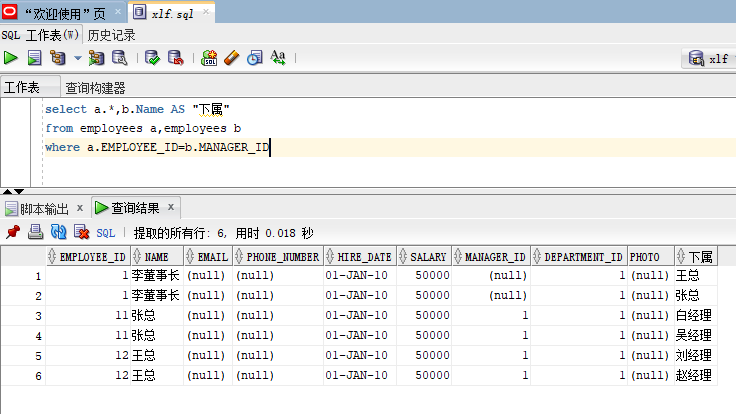 “欢迎使用”页 xlf.sql
SQL 工作表(W) 历史记录
SQL Aa xlf
工作表 查询构建器
select a.*,b.Name AS "下属"
from employees a,employees b
where a.EMPLOYEE_ID=b.MANAGER_ID
脚本输出 x 查询结果 x
SQL | 提取的所有行: 6, 用时 0.018 秒
EMPLOYEE_ID NAME EMAIL PHONE_NUMBER HIRE_DATE SALARY MANAGER_ID DEPARTMENT_ID PHOTO 下属
1 1 李董事长 (null) (null) 01-JAN-10 50000 (null) 1 (null) 王总
2 1 李董事长 (null) (null) 01-JAN-10 50000 (null) 1 (null) 张总
3 11 张总 (null) (null) 01-JAN-10 50000 1 1 (null) 白经理
4 11 张总 (null) (null) 01-JAN-10 50000 1 1 (null) 吴经理
5 12 王总 (null) (null) 01-JAN-10 50000 1 1 (null) 刘经理
6 12 王总 (null) (null) 01-JAN-10 50000 1 1 (null) 赵经理